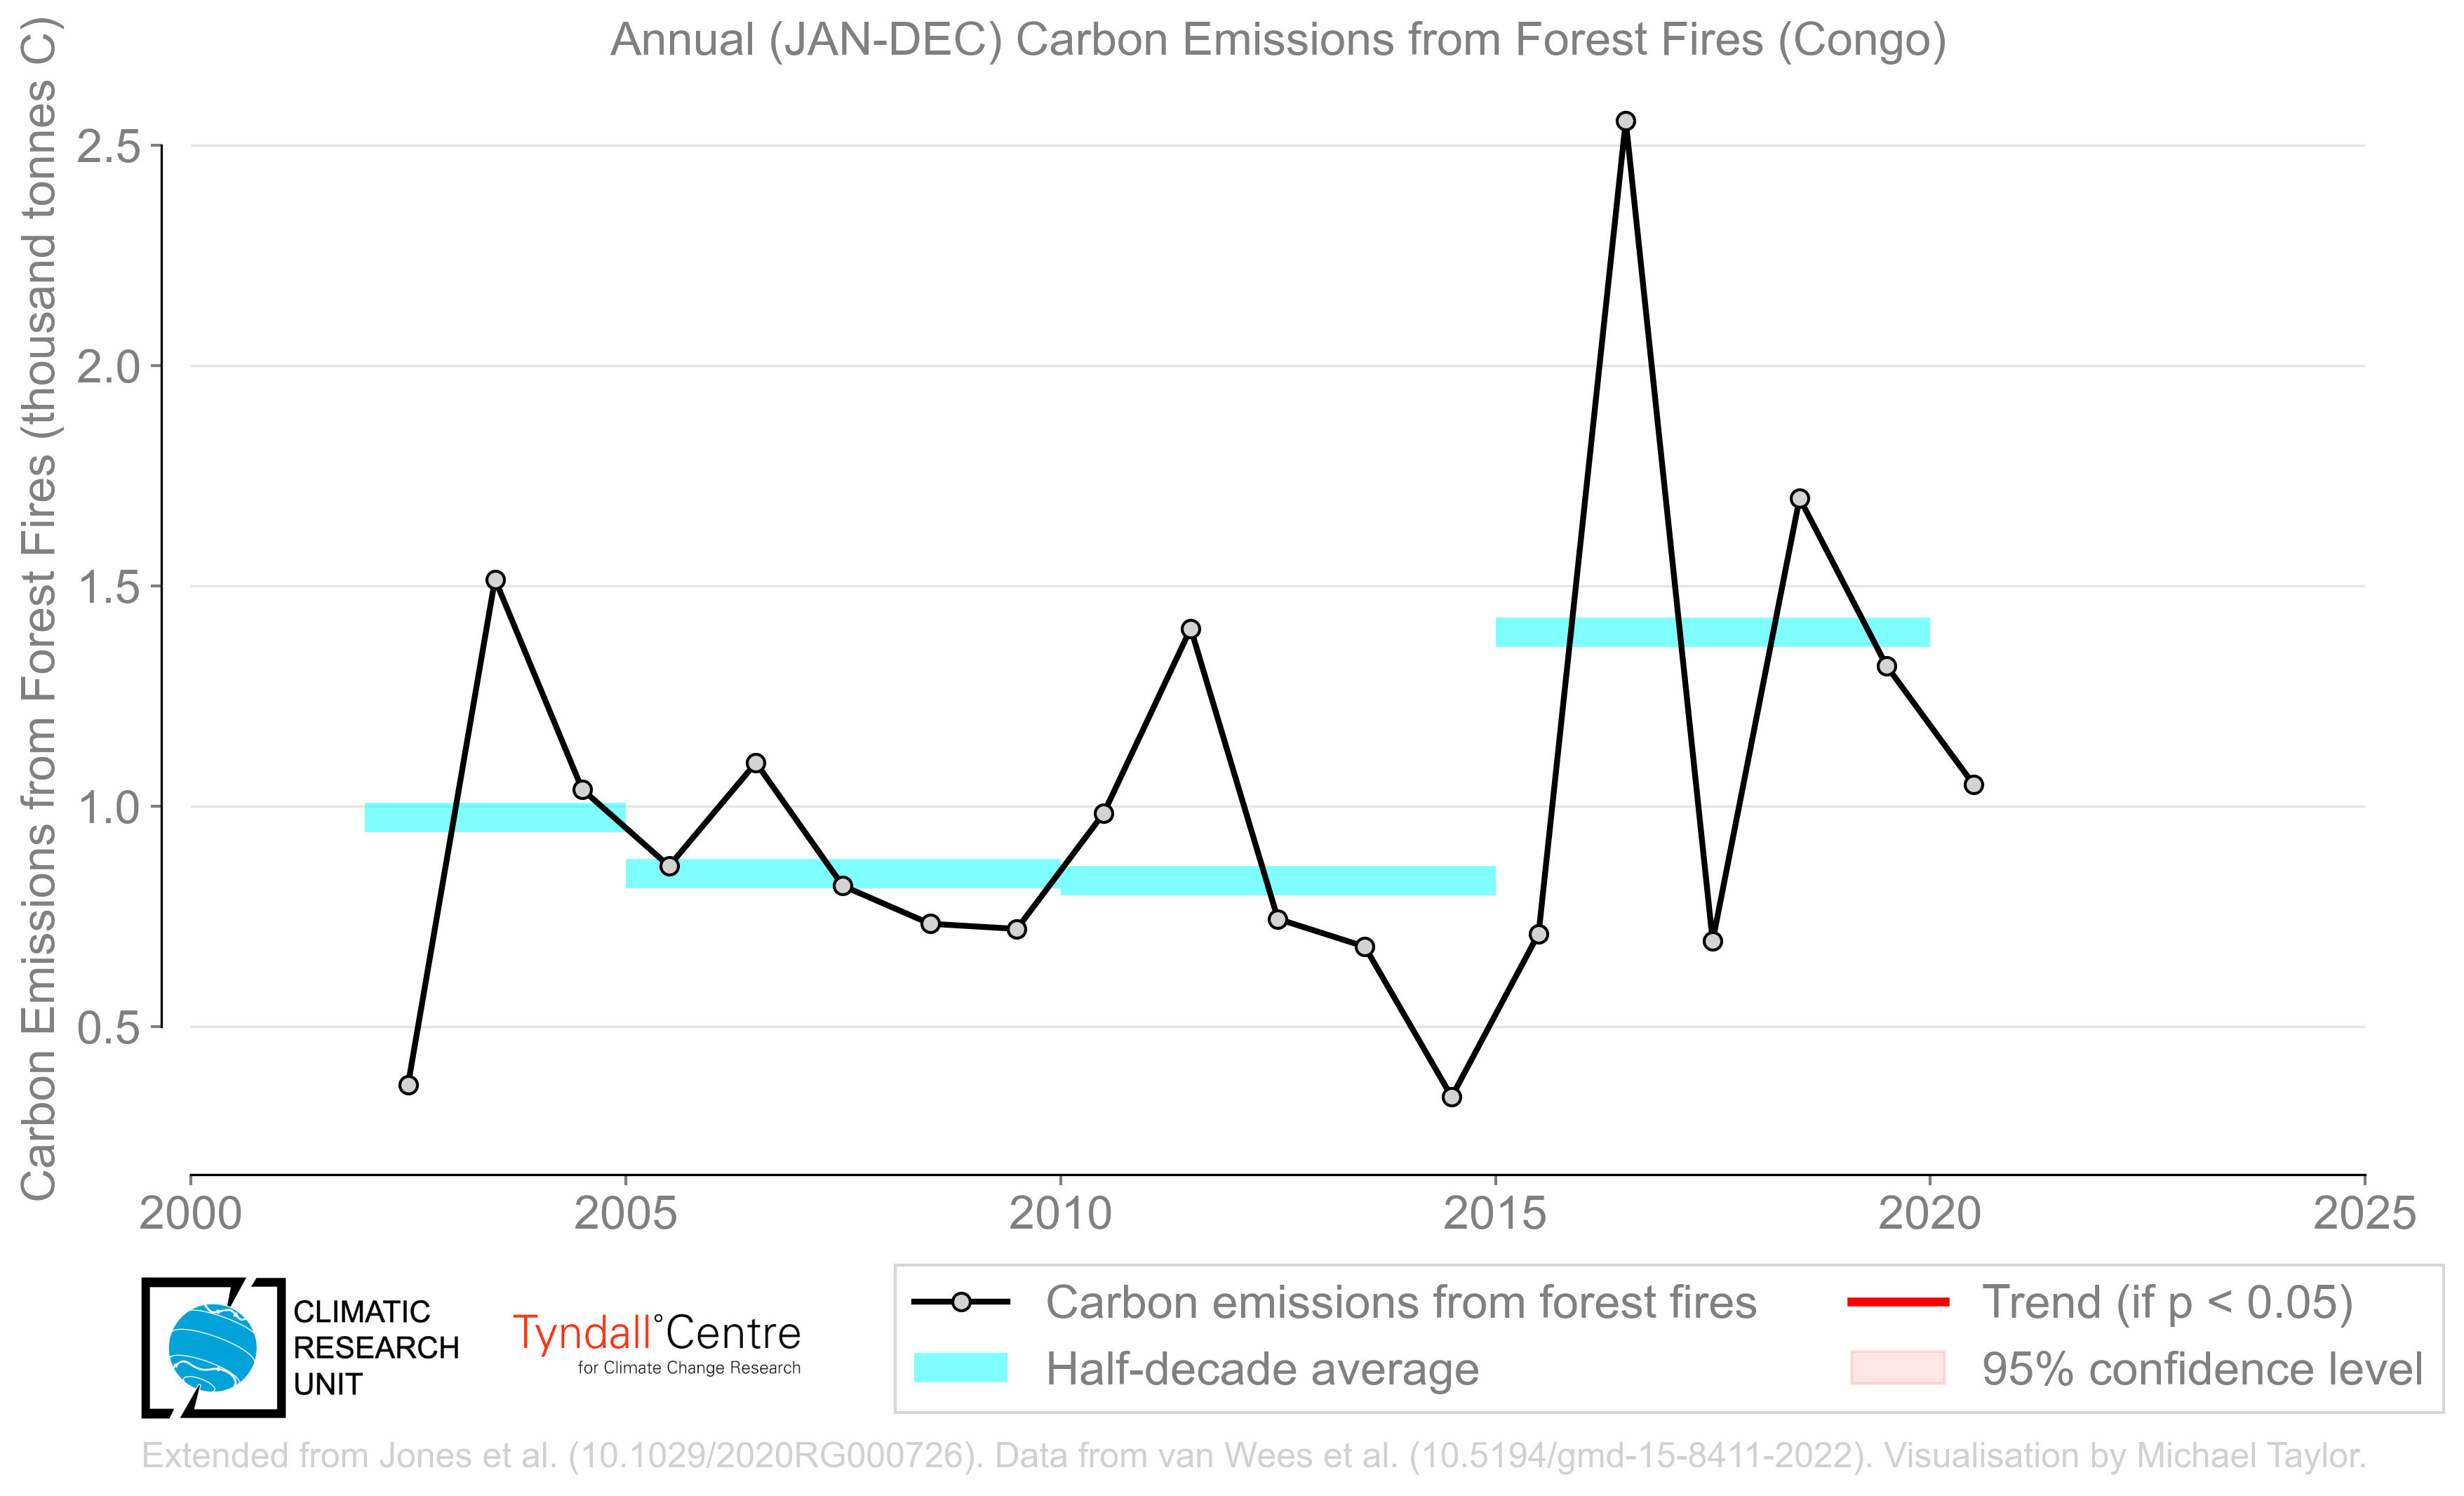 Annual (JAN-DEC) Carbon Emissions from Forest Fires (Congo)
Carbon Emissions from Forest Fires (thousand tonnes C)
2.5
2.0
1.5
1.0
0.5
2000 2005 2010 2015 2020 2025
CLIMATIC
RESEARCH
UNIT
Tyndall°Centre
for Climate Change Research
Carbon emissions from forest fires
Half-decade average
Trend (if p < 0.05)
95% confidence level
Extended from Jones et al. (10.1029/2020RG000726). Data from van Wees et al. (10.5194/gmd-15-8411-2022). Visualisation by Michael Taylor.